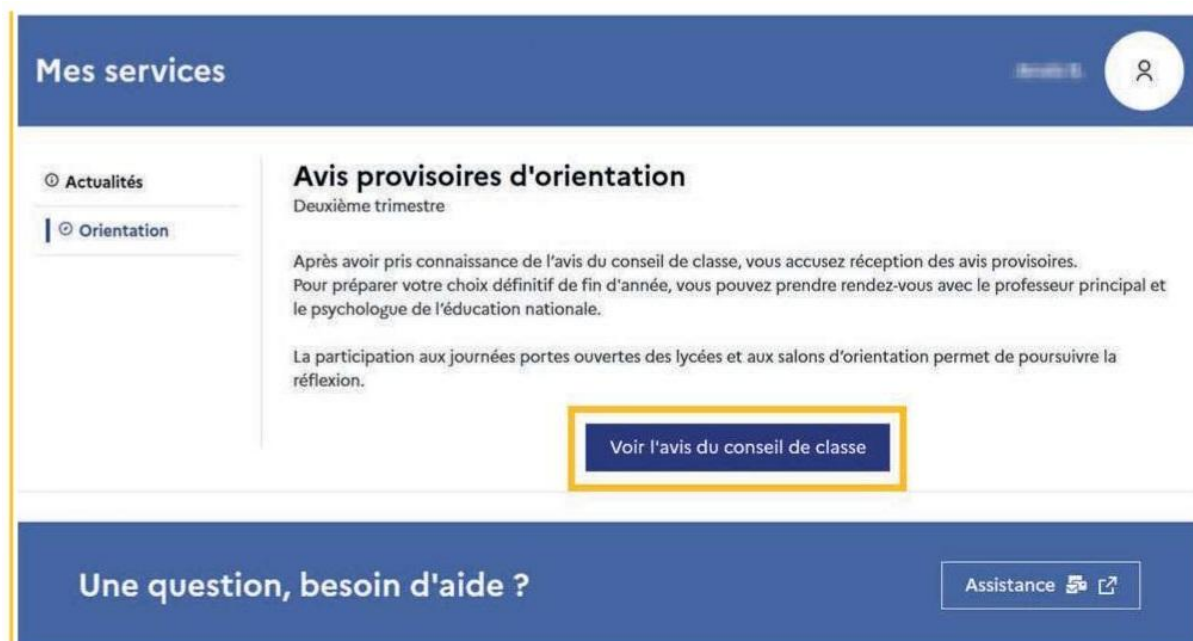 Mes services
Actualités
Orientation
Avis provisoires d'orientation
Deuxième trimestre
Après avoir pris connaissance de l'avis du conseil de classe, vous accusez réception des avis provisoires.
Pour préparer votre choix définitif de fin d'année, vous pouvez prendre rendez-vous avec le professeur principal et
le psychologue de l'éducation nationale.
La participation aux journées portes ouvertes des lycées et aux salons d'orientation permet de poursuivre la
réflexion.
Voir l'avis du conseil de classe
Une question, besoin d'aide ?
Assistance